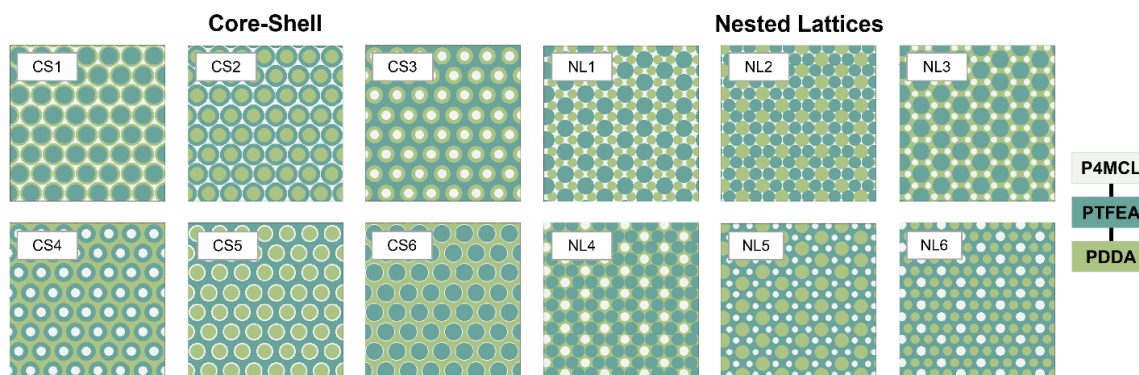 Core-Shell
Nested Lattices
CS1
CS2
CS3
NL1
NL2
NL3
P4MCL
PTFEA
PDDA
CS4
CS5
CS6
NL4
NL5
NL6